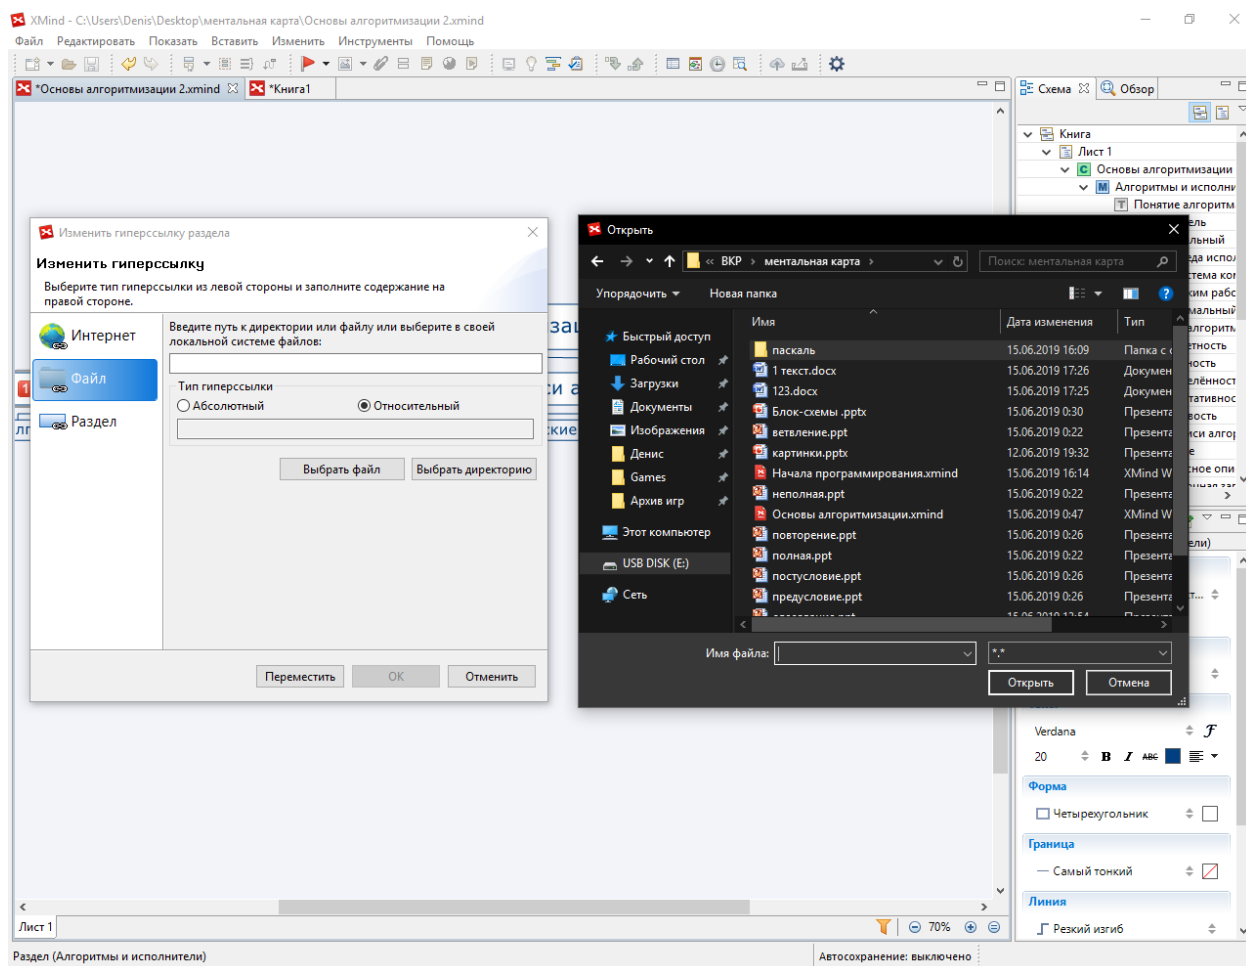 XMind - C:\Users\Denis\Desktop\ментальная карта\Основы алгоритмизации 2.xmind
Файл Редактировать Показать Вставить Изменить Инструменты Помощь
*Основы алгоритмизации 2.xmind
*Книга1
Схема
Обзор
Книга
Лист 1
Основы алгоритмизации
Алгоритмы и исполни
Понятие алгоритм
Изменить гиперссылку раздела
Изменить гиперссылку
Выберите тип гиперссылки из левой стороны и заполните содержание на
правой стороне.
Интернет
Файл
Раздел
Введите путь к директории или файлу или выберите в своей
локальной системе файлов:
Тип гиперссылки
Абсолютный
Относительный
Выбрать файл
Выбрать директорию
Переместить
ОК
Отменить
Открыть
« ВКР › ментальная карта ›
Поиск: ментальная карта
Упорядочить
Новая папка
Быстрый доступ
Рабочий стол
Загрузки
Документы
Изображения
Денис
Games
Архив игр
Этот компьютер
USB DISK (E:)
Сеть
Имя Дата изменения Тип
паскаль 15.06.2019 16:09 Папка с
1 текст.docx 15.06.2019 17:26 Докумен
123.docx 15.06.2019 17:25 Докумен
Блок-схемы .pptx 15.06.2019 0:30 Презента
ветвление.ppt 15.06.2019 0:22 Презента
картинки.pptx 12.06.2019 19:32 Презента
Начала программирования.xmind 15.06.2019 16:14 XMind W
неполная.ppt 15.06.2019 0:22 Презента
Основы алгоритмизации.xmind 15.06.2019 0:47 XMind W
повторение.ppt 15.06.2019 0:26 Презента
полная.ppt 15.06.2019 0:22 Презента
постусловие.ppt 15.06.2019 0:26 Презента
предусловие.ppt 15.06.2019 0:26 Презента
Имя файла:
*.*
Открыть
Отмена
Verdana
20
Форма
Четырехугольник
Граница
Самый тонкий
Линия
Резкий изгиб
Лист 1
70%
Раздел (Алгоритмы и исполнители)
Автосохранение: выключено